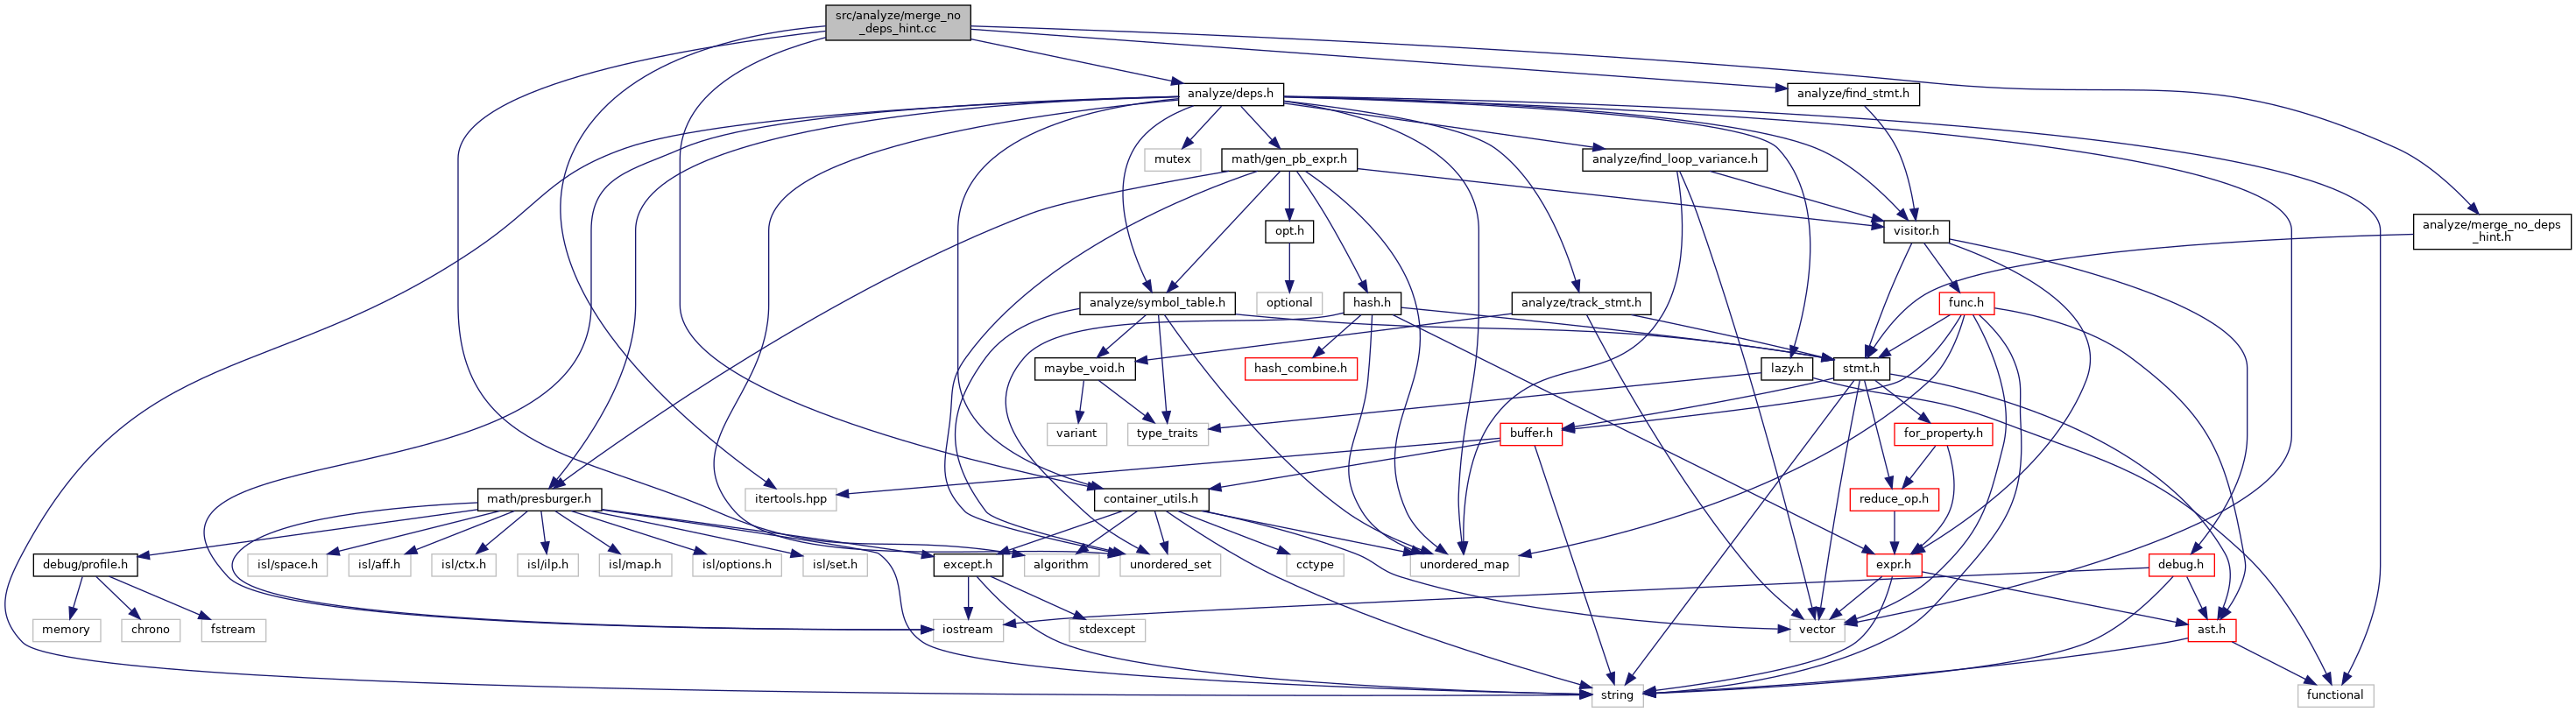 src/analyze/merge_no
_deps_hint.cc
analyze/deps.h
analyze/find_stmt.h
mutex
math/gen_pb_expr.h
analyze/find_loop_variance.h
opt.h
visitor.h
analyze/merge_no_deps
_hint.h
analyze/symbol_table.h
optional
hash.h
analyze/track_stmt.h
func.h
maybe_void.h
hash_combine.h
lazy.h
stmt.h
variant
type_traits
buffer.h
for_property.h
math/presburger.h
itertools.hpp
container_utils.h
reduce_op.h
debug/profile.h
isl/space.h
isl/aff.h
isl/ctx.h
isl/ilp.h
isl/map.h
isl/options.h
isl/set.h
except.h
algorithm
unordered_set
cctype
unordered_map
expr.h
debug.h
memory
chrono
fstream
iostream
stdexcept
vector
ast.h
string
functional